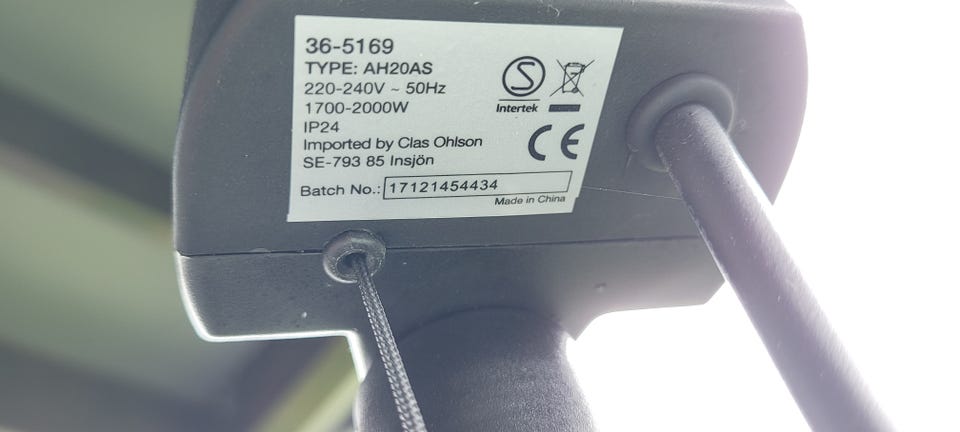 36-5169
TYPE: AH20AS
220-240V ~ 50Hz
1700-2000W
IP24
Imported by Clas Ohlson
SE-793 85 Insjön
Batch No.: 17121454434
Made in China
S
Intertek
CE